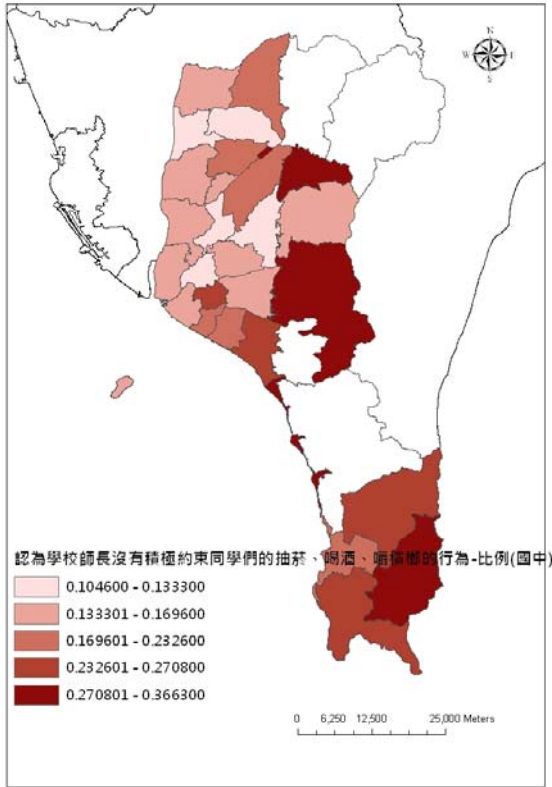 N
W
E
S
認為學校師長沒有積極約束同學們的抽菸、喝酒、嚼檳榔的行為-比例(國中)
0.104600 - 0.133300
0.133301 - 0.169600
0.169601 - 0.232600
0.232601 - 0.270800
0.270801 - 0.366300
0 6,250 12,500 25,000 Meters